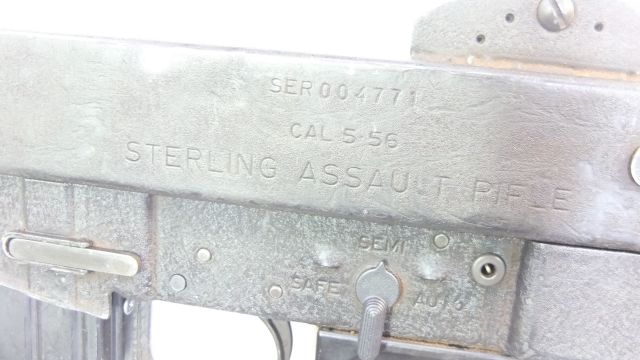 SER 004771
CAL 5·56
STERLING ASSAULT RIFLE
SEMI
SAFE AUTO